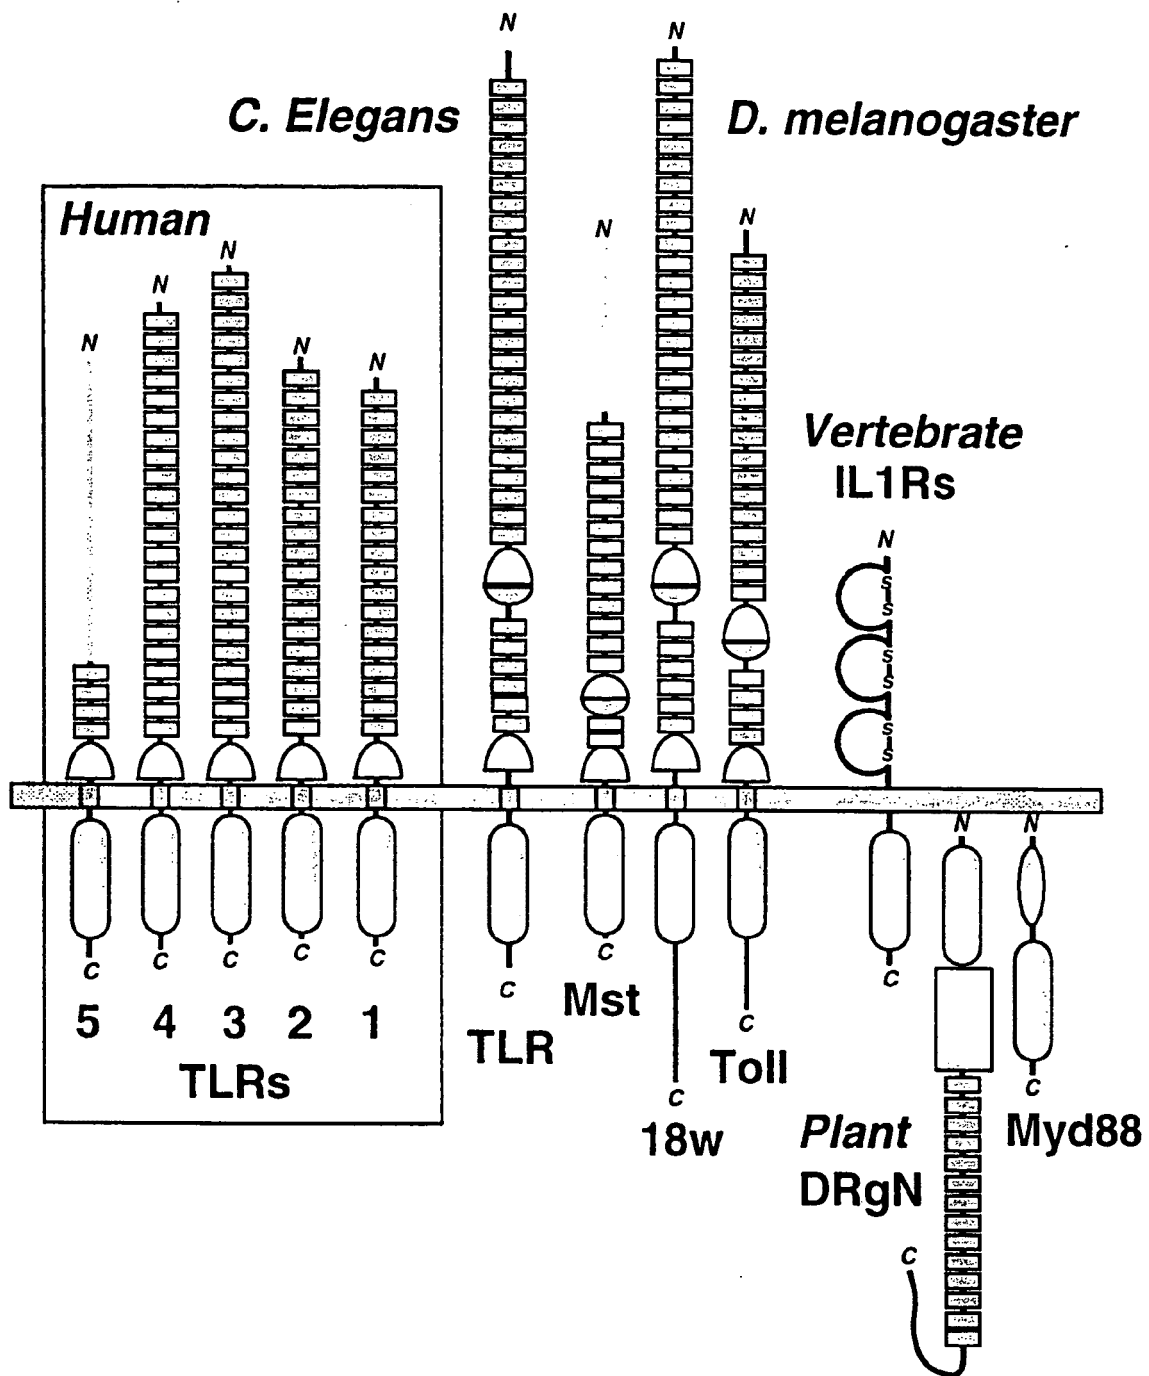 N
N
C. Elegans
D. melanogaster
Human
N
N
N
N
N
N
N
N
Vertebrate
IL1Rs
N
S
S
S
S
S
S
N
N
C
C
C
C
C
C
C
C
C
C
C
C
5
4
3
2
1
TLRs
TLR
Mst
18w
Toll
Plant
DRgN
Myd88
C